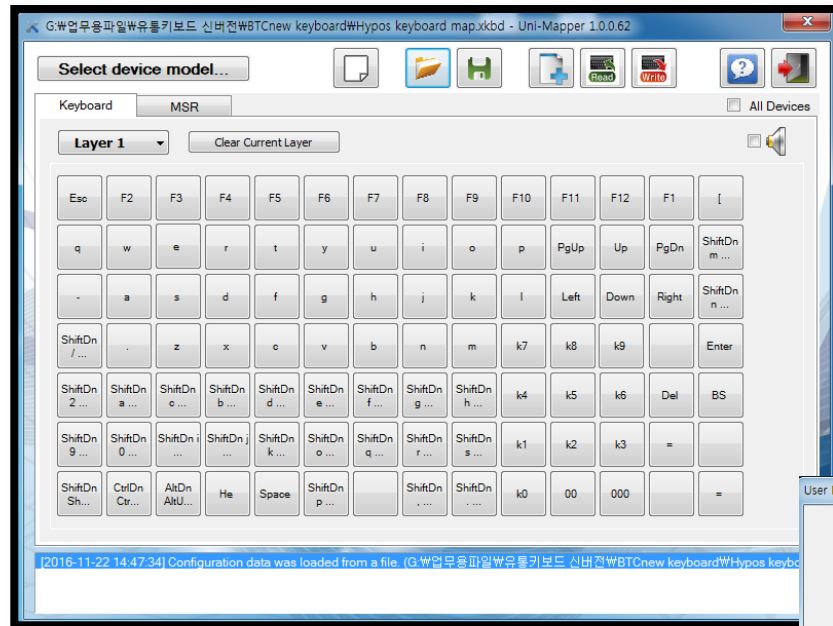 G:₩업무용파일₩유통키보드 신버전₩BTCnew keyboard₩Hypos keyboard map.xkbd - Uni-Mapper 1.0.0.62
Select device model...
Read
Write
Keyboard MSR All Devices
Layer 1 Clear Current Layer
Esc F2 F3 F4 F5 F6 F7 F8 F9 F10 F11 F12 F1 [
q w e r t y u i o p PgUp Up PgDn ShiftDn m ...
- a s d f g h j k l Left Down Right ShiftDn n ...
ShiftDn / ... . z x c v b n m k7 k8 k9 Enter
ShiftDn 2 ... ShiftDn a ... ShiftDn c ... ShiftDn b ... ShiftDn d ... ShiftDn e ... ShiftDn f ... ShiftDn g ... ShiftDn h ... k4 k5 k6 Del BS
ShiftDn 9 ... ShiftDn 0 ... ShiftDn i ... ShiftDn j ... ShiftDn k ... ShiftDn o ... ShiftDn q ... ShiftDn r ... ShiftDn s ... k1 k2 k3 =
ShiftDn Sh... CtrlDn Ctr... AltDn AltU... He Space ShiftDn p ... ShiftDn , ... ShiftDn . ... k0 00 000 =
User
[2016-11-22 14:47:34] Configuration data was loaded from a file. (G:₩업무용파일₩유통키보드 신버전₩BTCnew keyboard₩Hypos keybo